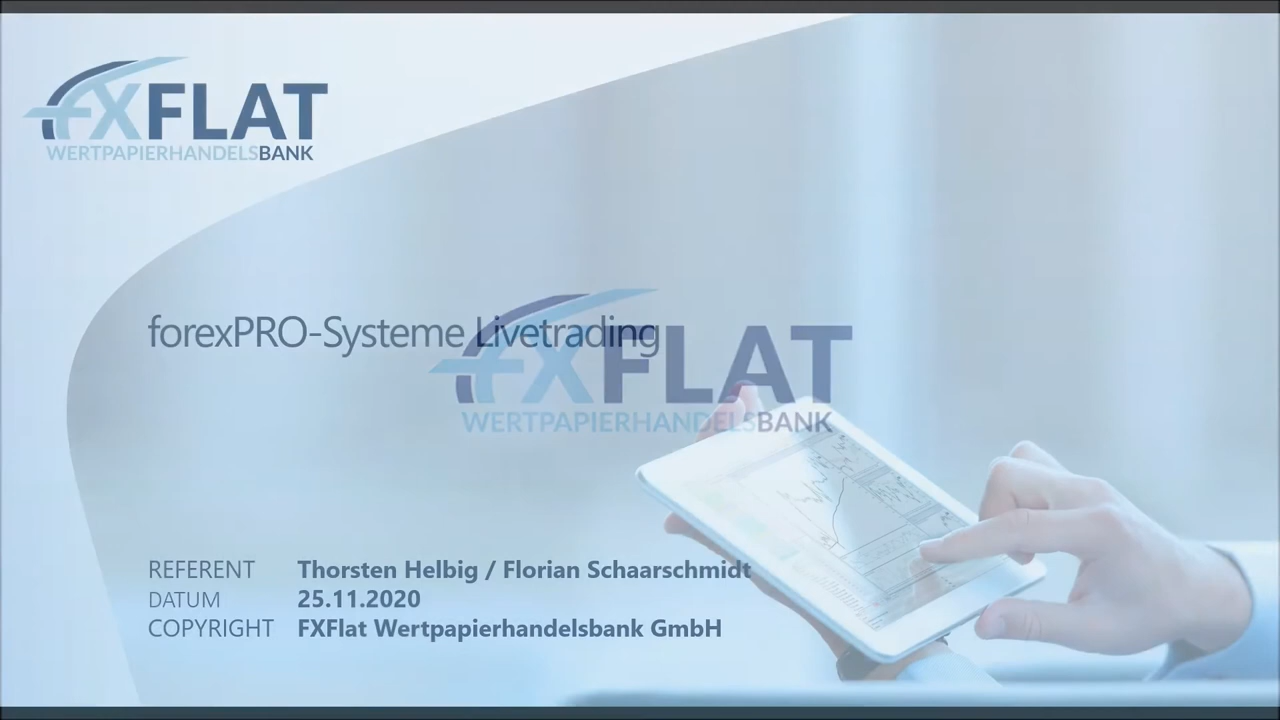 fXFLAT
WERTPAPIERHANDELSBANK
forexPRO-Systeme Livetrading
fXFLAT
WERTPAPIERHANDELSBANK
REFERENT Thorsten Helbig / Florian Schaarschmidt
DATUM 25.11.2020
COPYRIGHT FXFlat Wertpapierhandelsbank GmbH